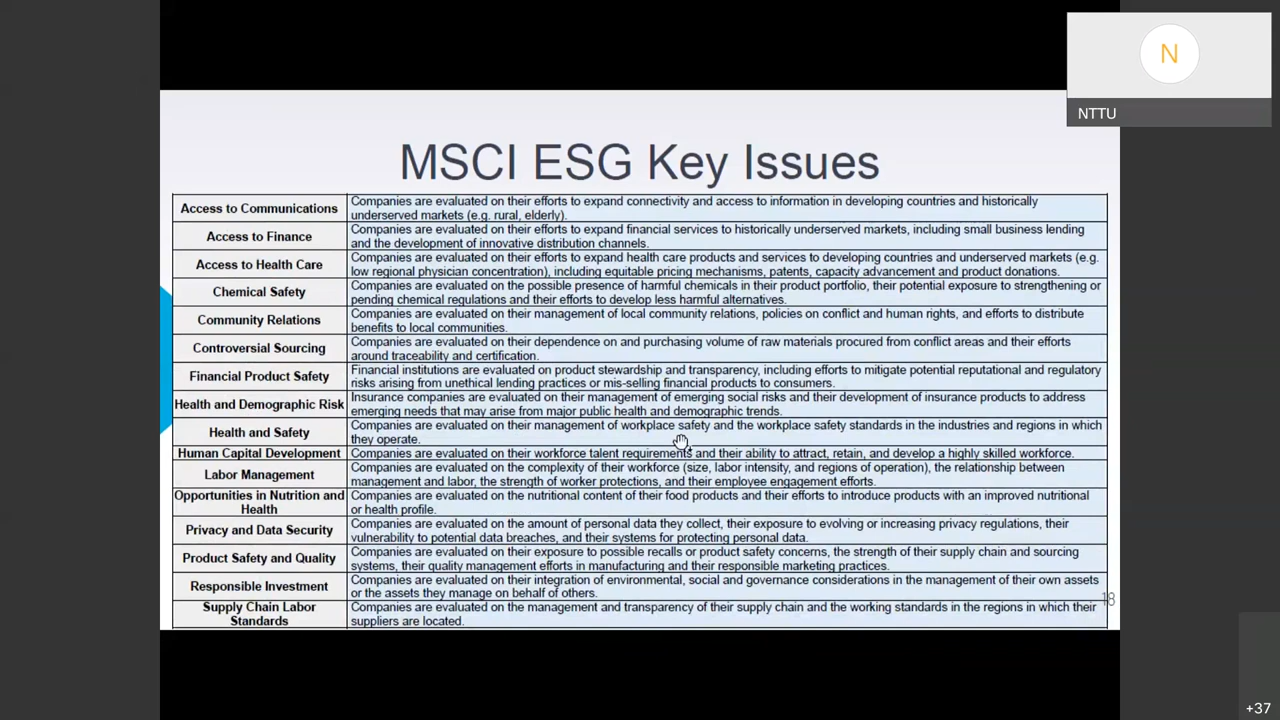 N
NTTU
MSCI ESG Key Issues
Access to Communications
Companies are evaluated on their efforts to expand connectivity and access to information in developing countries and historically
underserved markets (e.g. rural, elderly).
Access to Finance
Companies are evaluated on their efforts to expand financial services to historically underserved markets, including small business lending
and the development of innovative distribution channels.
Access to Health Care
Companies are evaluated on their efforts to expand health care products and services to developing countries and underserved markets (e.g.
low regional physician concentration), including equitable pricing mechanisms, patents, capacity advancement and product donations.
Chemical Safety
Companies are evaluated on the possible presence of harmful chemicals in their product portfolio, their potential exposure to strengthening or
pending chemical regulations and their efforts to develop less harmful alternatives.
Community Relations
Companies are evaluated on their management of local community relations, policies on conflict and human rights, and efforts to distribute
benefits to local communities.
Controversial Sourcing
Companies are evaluated on their dependence on and purchasing volume of raw materials procured from conflict areas and their efforts
around traceability and certification.
Financial Product Safety
Financial institutions are evaluated on product stewardship and transparency, including efforts to mitigate potential reputational and regulatory
risks arising from unethical lending practices or mis-selling financial products to consumers.
Health and Demographic Risk
Insurance companies are evaluated on their management of emerging social risks and their development of insurance products to address
emerging needs that may arise from major public health and demographic trends.
Health and Safety
Companies are evaluated on their management of workplace safety and the workplace safety standards in the industries and regions in which
they operate.
Human Capital Development
Companies are evaluated on their workforce talent requirements and their ability to attract, retain, and develop a highly skilled workforce.
Labor Management
Companies are evaluated on the complexity of their workforce (size, labor intensity, and regions of operation), the relationship between
management and labor, the strength of worker protections, and their employee engagement efforts.
Opportunities in Nutrition and
Health
Companies are evaluated on the nutritional content of their food products and their efforts to introduce products with an improved nutritional
or health profile.
Privacy and Data Security
Companies are evaluated on the amount of personal data they collect, their exposure to evolving or increasing privacy regulations, their
vulnerability to potential data breaches, and their systems for protecting personal data.
Product Safety and Quality
Companies are evaluated on their exposure to possible recalls or product safety concerns, the strength of their supply chain and sourcing
systems, their quality management efforts in manufacturing and their responsible marketing practices.
Responsible Investment
Companies are evaluated on their integration of environmental, social and governance considerations in the management of their own assets
or the assets they manage on behalf of others.
Supply Chain Labor
Standards
Companies are evaluated on the management and transparency of their supply chain and the working standards in the regions in which their
suppliers are located.
18
+37